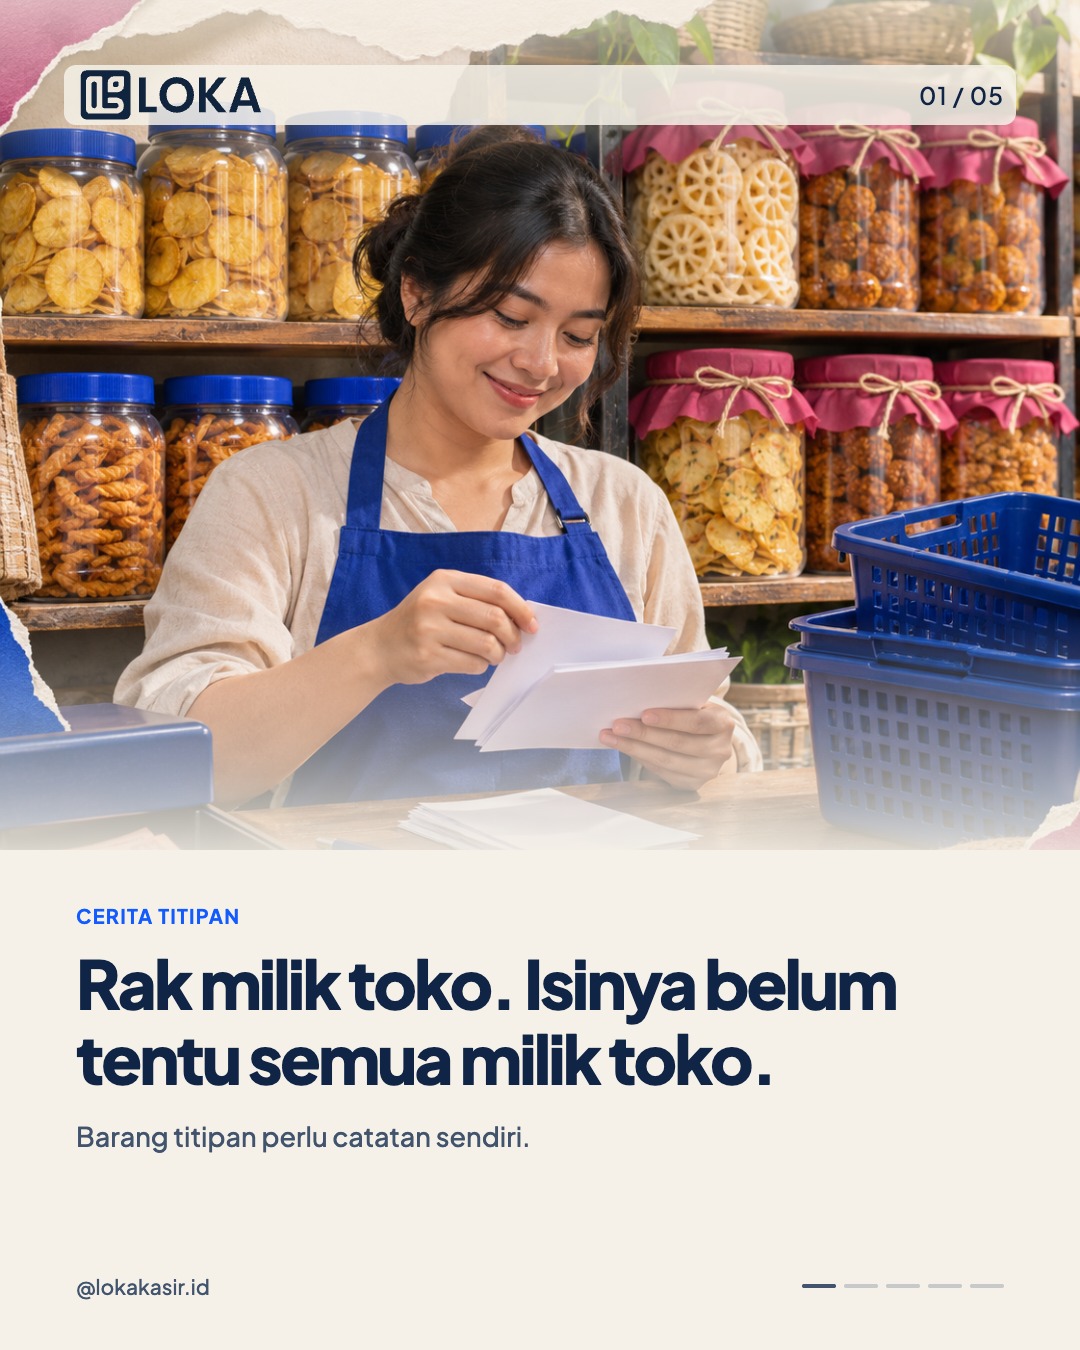 LOKA
01 / 05
CERITA TITIPAN
Rak milik toko. Isinya belum
tentu semua milik toko.
Barang titipan perlu catatan sendiri.
@lokakasir.id